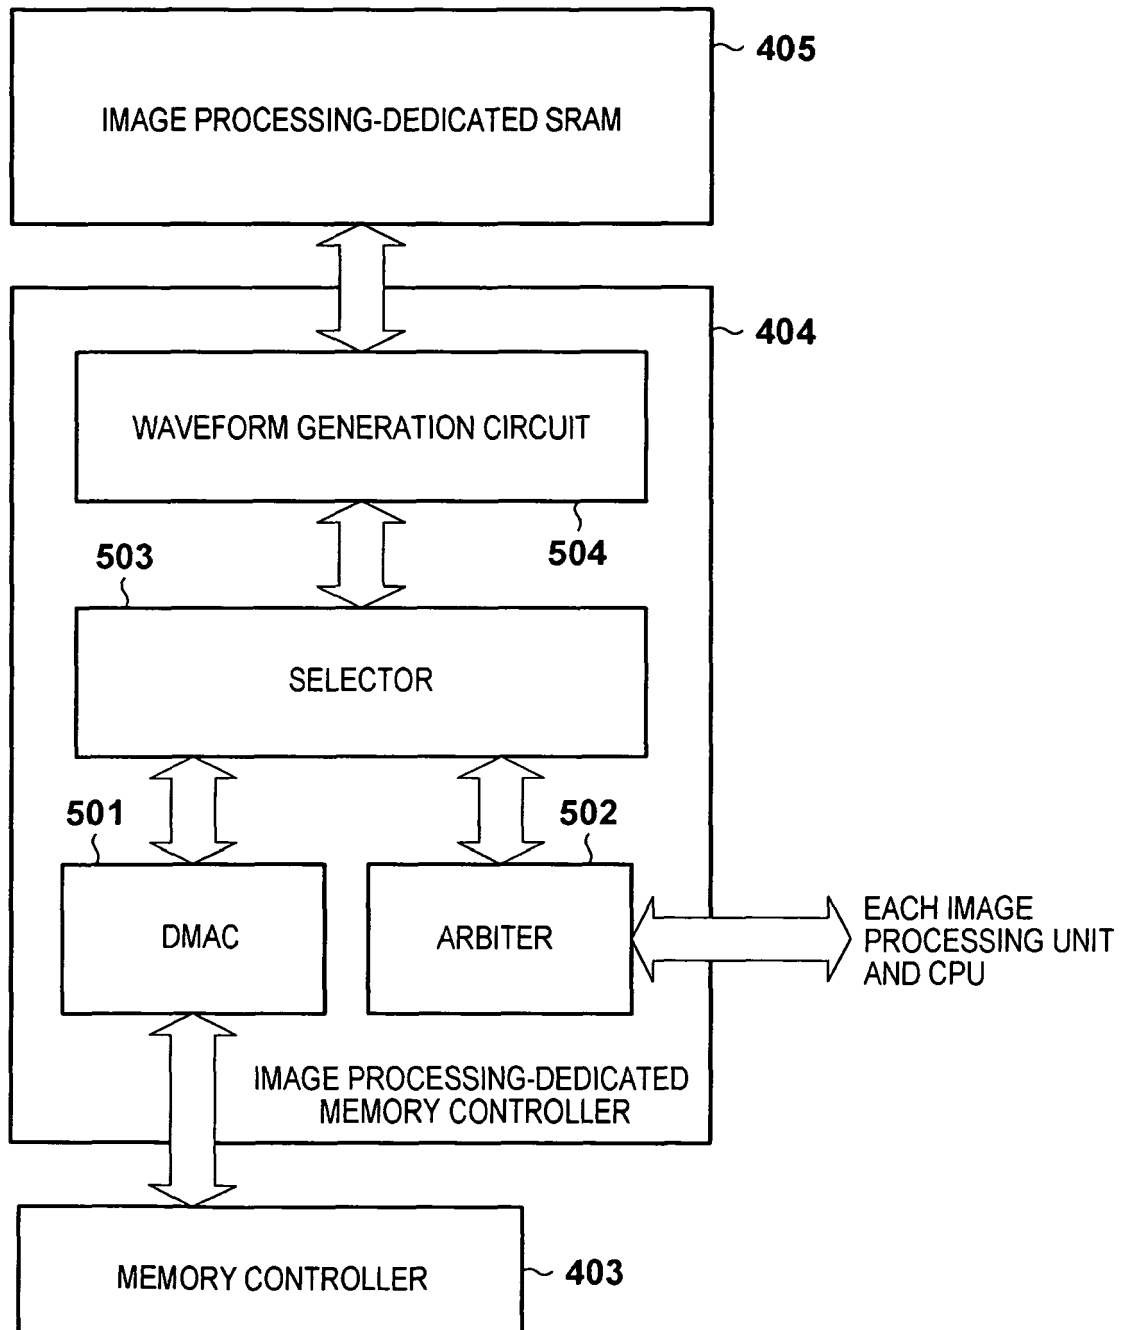 405
IMAGE PROCESSING-DEDICATED SRAM
404
WAVEFORM GENERATION CIRCUIT
504
503
SELECTOR
501
502
DMAC
ARBITER
EACH IMAGE
PROCESSING UNIT
AND CPU
IMAGE PROCESSING-DEDICATED
MEMORY CONTROLLER
MEMORY CONTROLLER
403